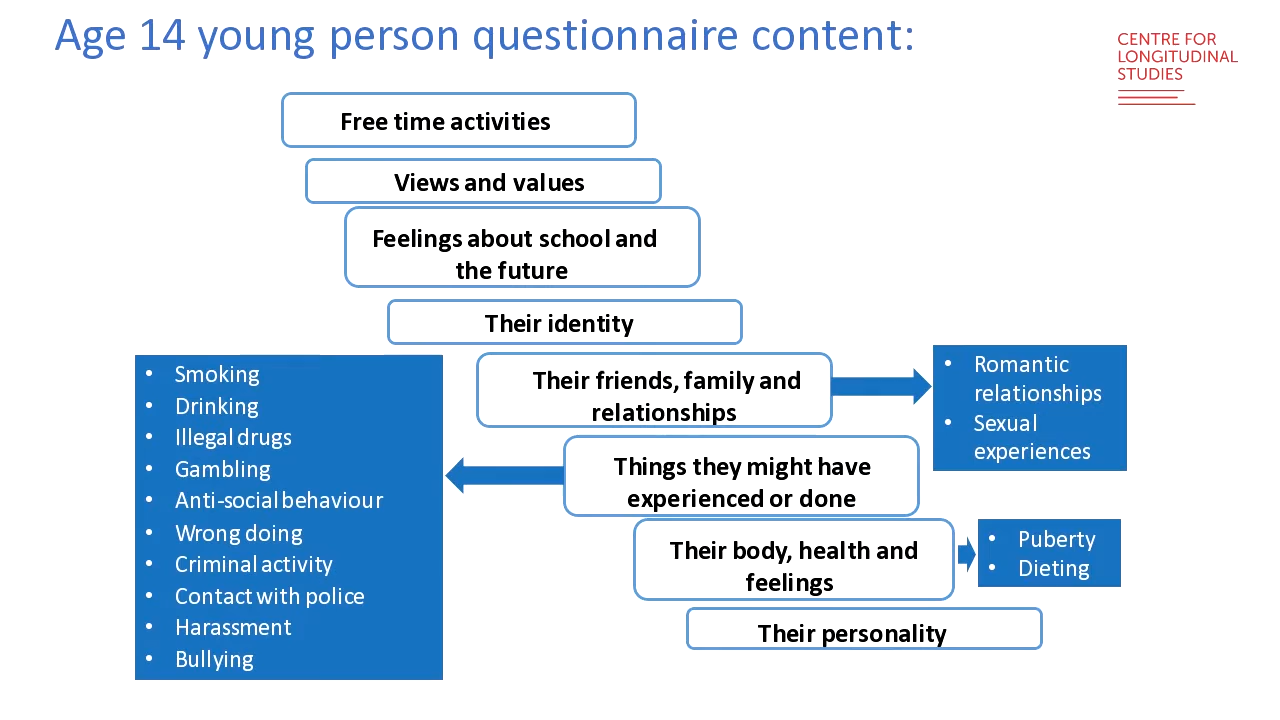 Age 14 young person questionnaire content:
CENTRE FOR
LONGITUDINAL
STUDIES
Free time activities
Views and values
Feelings about school and
the future
Their identity
Their friends, family and
relationships
• Romantic
relationships
• Sexual
experiences
Things they might have
experienced or done
• Smoking
• Drinking
• Illegal drugs
• Gambling
• Anti-social behaviour
• Wrong doing
• Criminal activity
• Contact with police
• Harassment
• Bullying
Their body, health and
feelings
• Puberty
• Dieting
Their personality